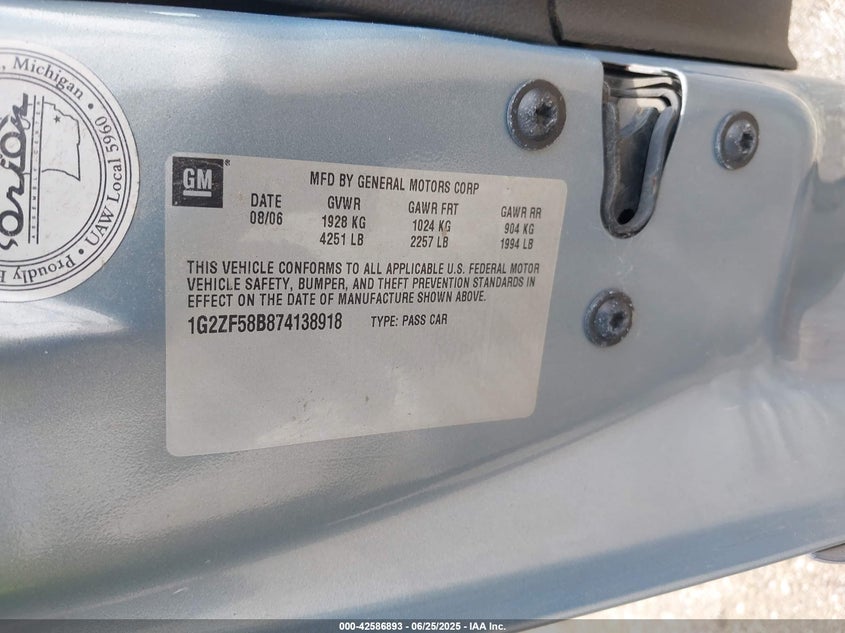 , Michigan
UAW Local 5960
Proudly
GM
®
MFD BY GENERAL MOTORS CORP
DATE GVWR GAWR FRT GAWR RR
08/06 1928 KG 1024 KG 904 KG
4251 LB 2257 LB 1994 LB
THIS VEHICLE CONFORMS TO ALL APPLICABLE U.S. FEDERAL MOTOR
VEHICLE SAFETY, BUMPER, AND THEFT PREVENTION STANDARDS IN
EFFECT ON THE DATE OF MANUFACTURE SHOWN ABOVE.
1G2ZF58B874138918 TYPE: PASS CAR
000-42586893 / 06/25/2025 - IAA Inc.